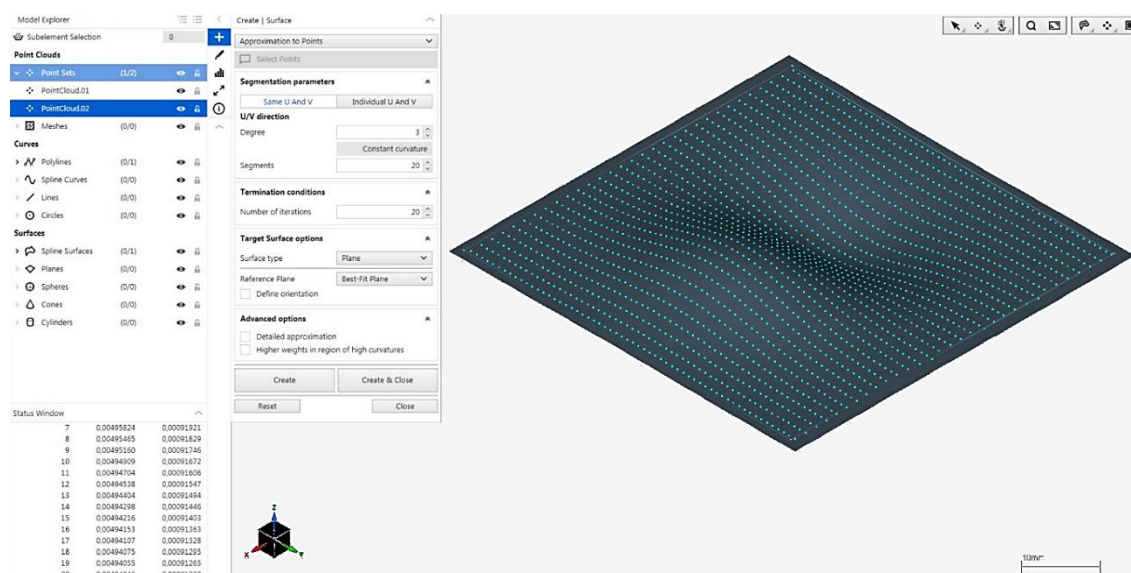 Model Explorer
Subelement Selection 0
Point Clouds
Point Sets (1/2)
PointCloud.01
PointCloud.02
Meshes (0/0)
Curves
Polylines (0/1)
Spline Curves (0/0)
Lines (0/0)
Circles (0/0)
Surfaces
Spline Surfaces (0/1)
Planes (0/0)
Spheres (0/0)
Cones (0/0)
Cylinders (0/0)
Status Window
7 0,00495824 0,00091921
8 0,00495465 0,00091829
9 0,00495160 0,00091746
10 0,00494909 0,00091672
11 0,00494704 0,00091606
12 0,00494538 0,00091547
13 0,00494404 0,00091494
14 0,00494298 0,00091446
15 0,00494216 0,00091403
16 0,00494153 0,00091363
17 0,00494107 0,00091328
18 0,00494075 0,00091295
19 0,00494055 0,00091265
Create | Surface
Approximation to Points
Select Points
Segmentation parameters
Same U And V Individual U And V
U/V direction
Degree 3
Constant curvature
Segments 20
Termination conditions
Number of iterations 20
Target Surface options
Surface type Plane
Reference Plane Best-Fit Plane
Define orientation
Advanced options
Detailed approximation
Higher weights in region of high curvatures
Create Create & Close
Reset Close
Z
X Y
10mm